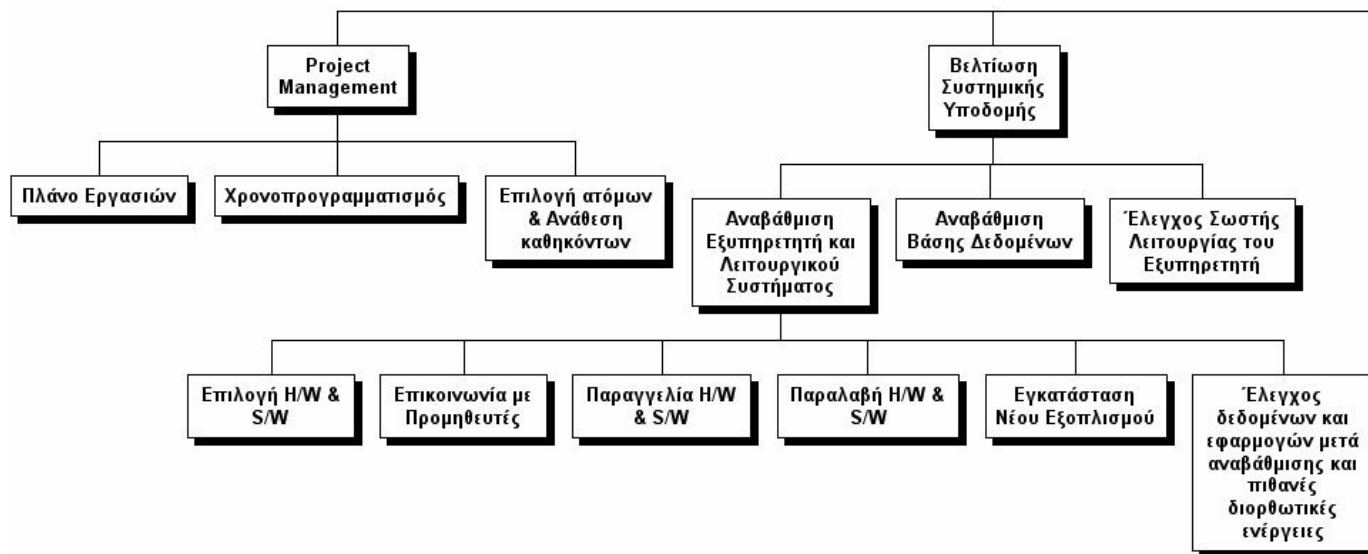 Project
Management
Βελτίωση
Συστημικής
Υποδομής
Πλάνο Εργασιών
Χρονοπρογραμματισμός
Επιλογή ατόμων
& Ανάθεση
καθηκόντων
Αναβάθμιση
Εξυπηρετητή και
Λειτουργικού
Συστήματος
Αναβάθμιση
Βάσης Δεδομένων
Έλεγχος Σωστής
Λειτουργίας του
Εξυπηρετητή
Επιλογή H/W &
S/W
Επικοινωνία με
Προμηθευτές
Παραγγελία H/W
& S/W
Παραλαβή H/W &
S/W
Εγκατάσταση
Νέου Εξοπλισμού
Έλεγχος
δεδομένων και
εφαρμογών μετά
αναβάθμισης και
πιθανές
διορθωτικές
ενέργειες